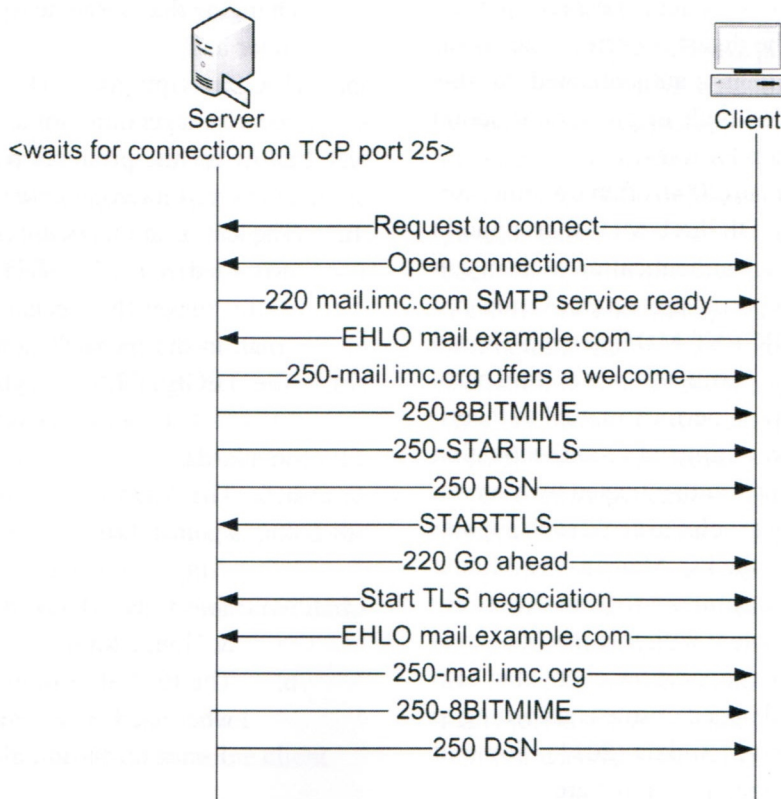 Server
Client
<waits for connection on TCP port 25>
Request to connect
Open connection
220 mail.imc.com SMTP service ready
EHLO mail.example.com
250-mail.imc.org offers a welcome
250-8BITMIME
250-STARTTLS
250 DSN
STARTTLS
220 Go ahead
Start TLS negociation
EHLO mail.example.com
250-mail.imc.org
250-8BITMIME
250 DSN